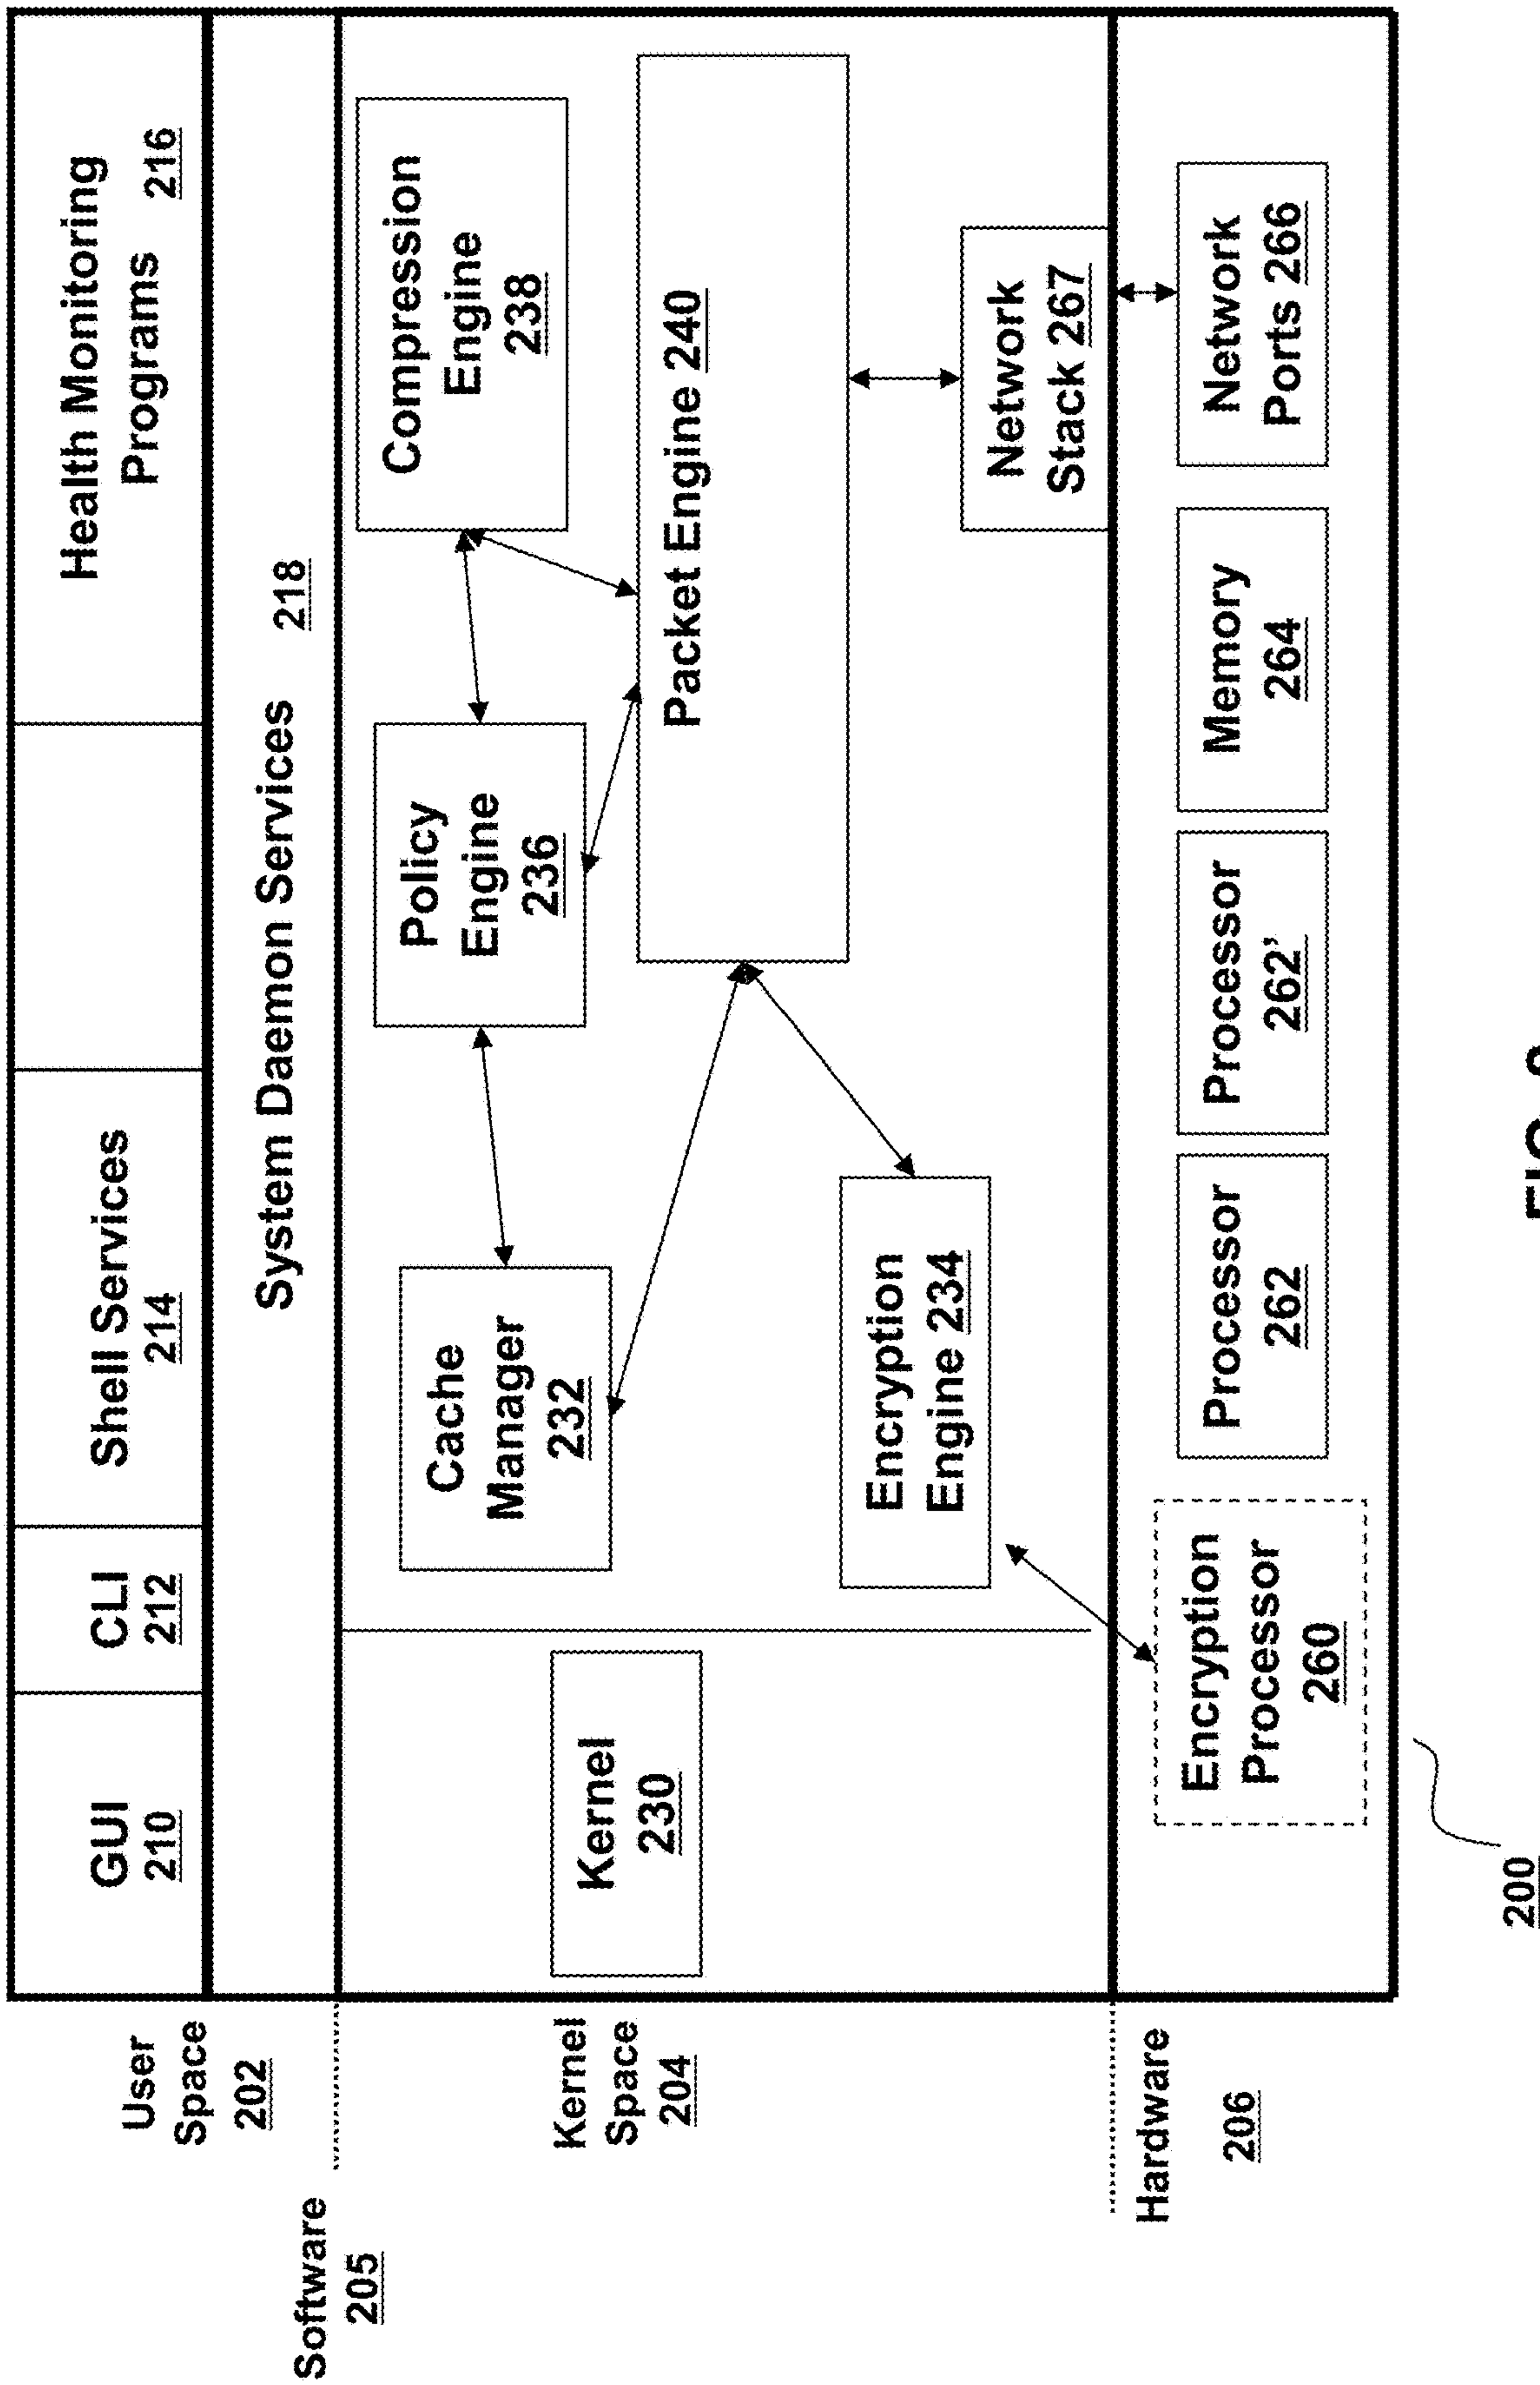 User
Space
202
GUI
210
CLI
212
Shell Services
214
Health Monitoring
Programs 216
System Daemon Services 218
Software
205
Kernel
Space
204
Kernel
230
Cache
Manager
232
Policy
Engine
236
Compression
Engine
238
Packet Engine 240
Encryption
Engine 234
Network
Stack 267
Hardware
206
Encryption
Processor
260
Processor
262
Processor
262’
Memory
264
Network
Ports 266
200